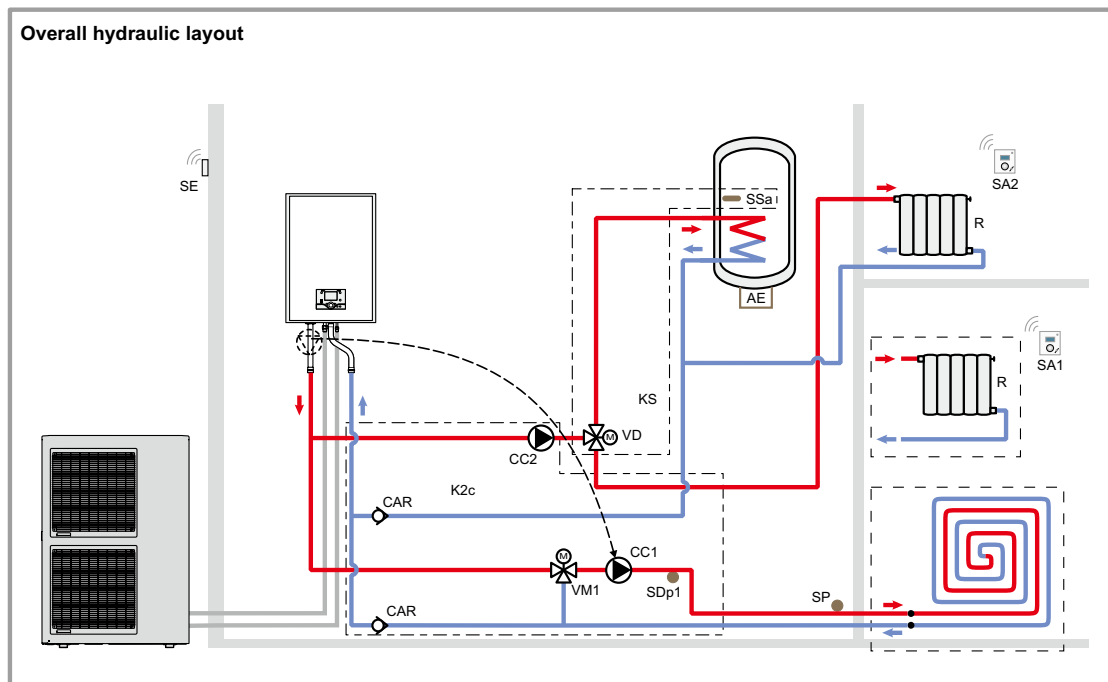 Overall hydraulic layout
SE
SSa
AE
SA2
R
SA1
R
KS
M
VD
CC2
K2c
CAR
M
CC1
VM1
SDp1
SP
CAR